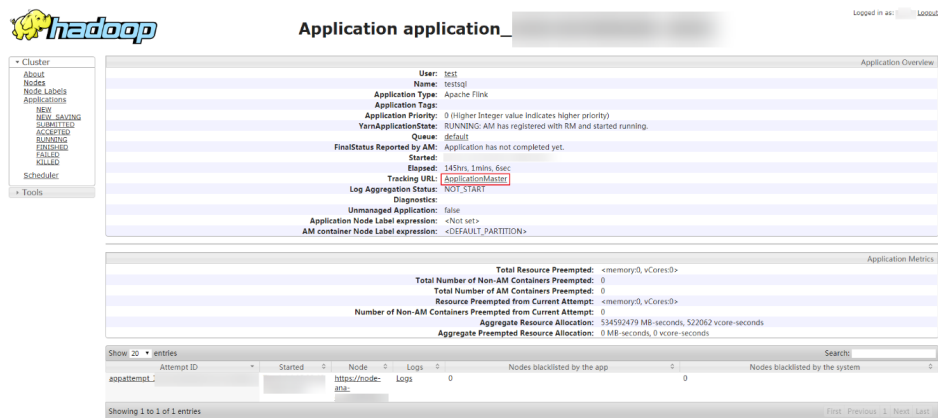 hadoop
Application application_
Logged in as:
Logout
Cluster
About
Nodes
Node Labels
Applications
NEW
NEW_SAVING
SUBMITTED
ACCEPTED
RUNNING
FINISHED
FAILED
KILLED
Scheduler
Tools
Application Overview
User: test
Name: testsql
Application Type: Apache Flink
Application Tags:
Application Priority: 0 (Higher Integer value indicates higher priority)
YarnApplicationState: RUNNING: AM has registered with RM and started running.
Queue: default
FinalStatus Reported by AM: Application has not completed yet.
Started:
Elapsed: 145hrs, 1mins, 6sec
Tracking URL: ApplicationMaster
Log Aggregation Status: NOT_START
Diagnostics:
Unmanaged Application: false
Application Node Label expression: <Not set>
AM container Node Label expression: <DEFAULT_PARTITION>
Application Metrics
Total Resource Preempted: <memory:0, vCores:0>
Total Number of Non-AM Containers Preempted: 0
Total Number of AM Containers Preempted: 0
Resource Preempted from Current Attempt: <memory:0, vCores:0>
Number of Non-AM Containers Preempted from Current Attempt: 0
Aggregate Resource Allocation: 534592479 MB-seconds, 522062 vcore-seconds
Aggregate Preempted Resource Allocation: 0 MB-seconds, 0 vcore-seconds
Show 20 entries
Search:
Attempt ID Started Node Logs Nodes blacklisted by the app Nodes blacklisted by the system
appattempt_ https://node-ana- Logs 0 0
Showing 1 to 1 of 1 entries
First Previous 1 Next Last